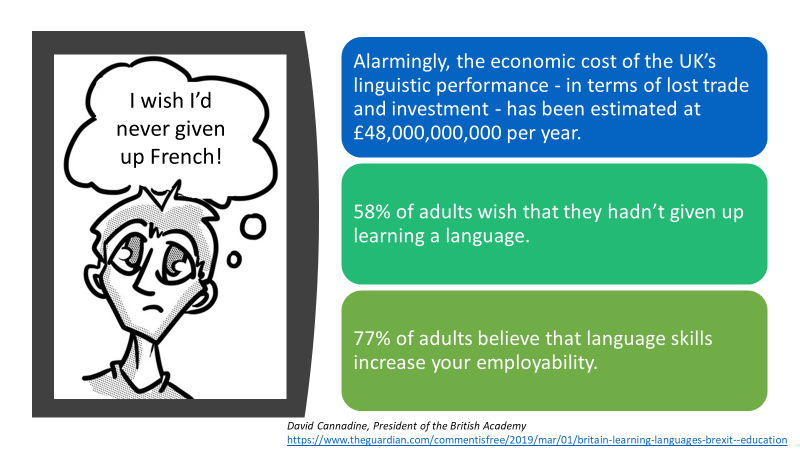 I wish I'd
never given
up French!
Alarmingly, the economic cost of the UK's
linguistic performance - in terms of lost trade
and investment - has been estimated at
£48,000,000,000 per year.
58% of adults wish that they hadn't given up
learning a language.
77% of adults believe that language skills
increase your employability.
David Cannadine, President of the British Academy
https://www.theguardian.com/commentisfree/2019/mar/01/britain-learning-languages-brexit--education